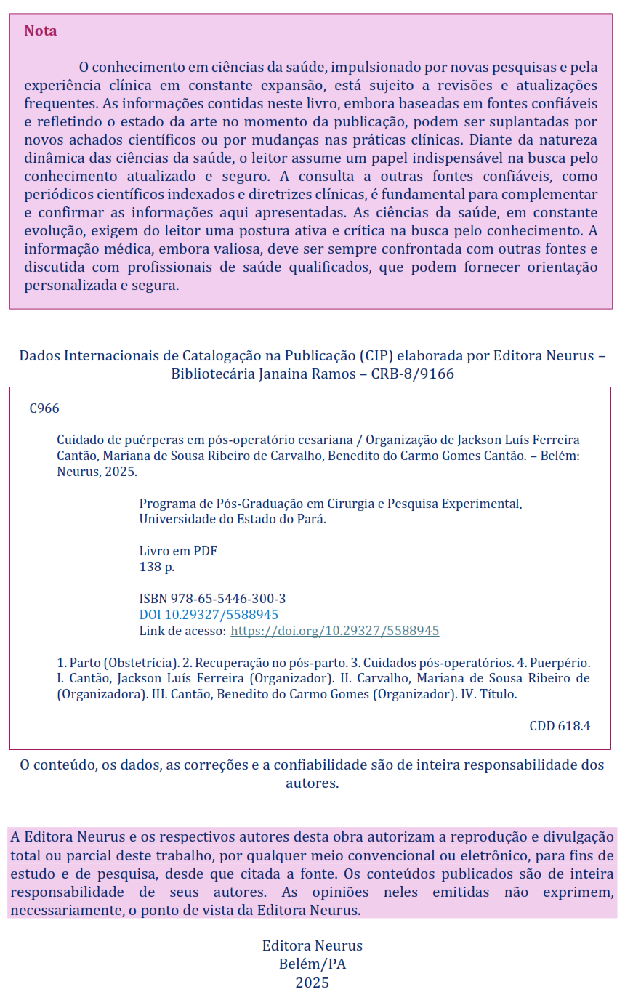 Nota
O conhecimento em ciências da saúde, impulsionado por novas pesquisas e pela
experiência clínica em constante expansão, está sujeito a revisões e atualizações
frequentes. As informações contidas neste livro, embora baseadas em fontes confiáveis
e refletindo o estado da arte no momento da publicação, podem ser suplantadas por
novos achados científicos ou por mudanças nas práticas clínicas. Diante da natureza
dinâmica das ciências da saúde, o leitor assume um papel indispensável na busca pelo
conhecimento atualizado e seguro. A consulta a outras fontes confiáveis, como
periódicos científicos indexados e diretrizes clínicas, é fundamental para complementar
e confirmar as informações aqui apresentadas. As ciências da saúde, em constante
evolução, exigem do leitor uma postura ativa e crítica na busca pelo conhecimento. A
informação médica, embora valiosa, deve ser sempre confrontada com outras fontes e
discutida com profissionais de saúde qualificados, que podem fornecer orientação
personalizada e segura.
Dados Internacionais de Catalogação na Publicação (CIP) elaborada por Editora Neurus –
Bibliotecária Janaina Ramos – CRB-8/9166
C966
Cuidado de puérperas em pós-operatório cesariana / Organização de Jackson Luís Ferreira
Cantão, Mariana de Sousa Ribeiro de Carvalho, Benedito do Carmo Gomes Cantão. – Belém:
Neurus, 2025.
Programa de Pós-Graduação em Cirurgia e Pesquisa Experimental,
Universidade do Estado do Pará.
Livro em PDF
138 p.
ISBN 978-65-5446-300-3
DOI 10.29327/5588945
Link de acesso: https://doi.org/10.29327/5588945
1. Parto (Obstetrícia). 2. Recuperação no pós-parto. 3. Cuidados pós-operatórios. 4. Puerpério.
I. Cantão, Jackson Luís Ferreira (Organizador). II. Carvalho, Mariana de Sousa Ribeiro de
(Organizadora). III. Cantão, Benedito do Carmo Gomes (Organizador). IV. Título.
CDD 618.4
O conteúdo, os dados, as correções e a confiabilidade são de inteira responsabilidade dos
autores.
A Editora Neurus e os respectivos autores desta obra autorizam a reprodução e divulgação
total ou parcial deste trabalho, por qualquer meio convencional ou eletrônico, para fins de
estudo e de pesquisa, desde que citada a fonte. Os conteúdos publicados são de inteira
responsabilidade de seus autores. As opiniões neles emitidas não exprimem,
necessariamente, o ponto de vista da Editora Neurus.
Editora Neurus
Belém/PA
2025